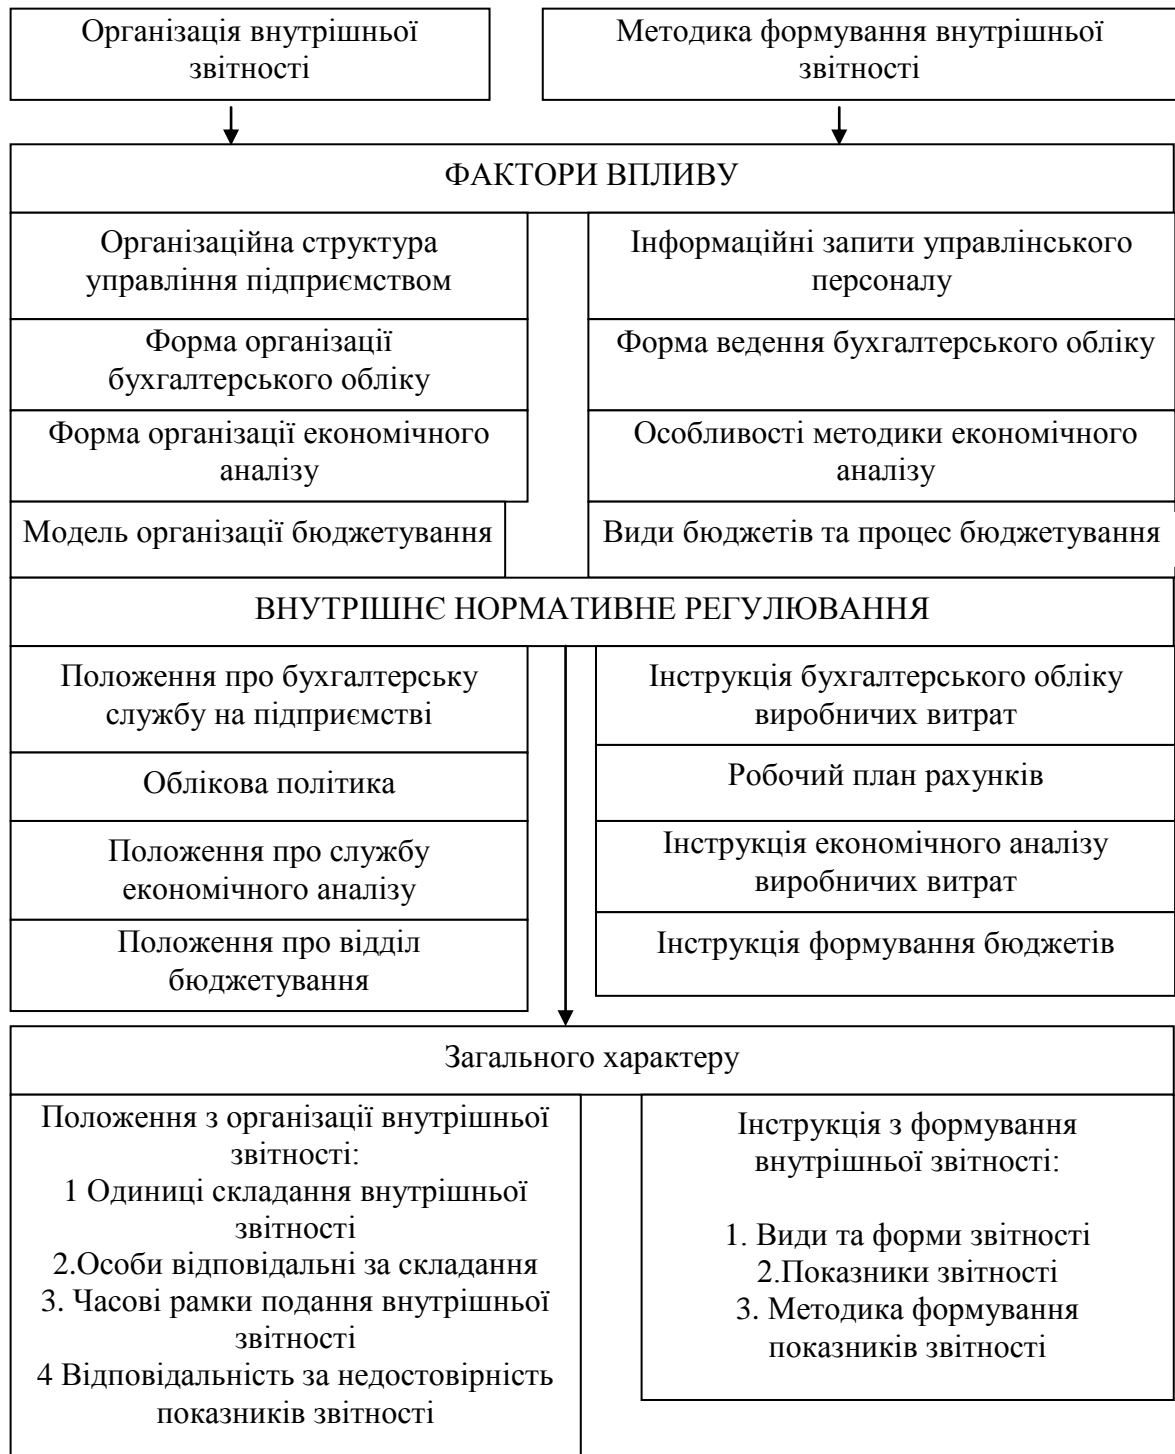 Організація внутрішньої
звітності
Методика формування внутрішньої
звітності
ФАКТОРИ ВПЛИВУ
Організаційна структура
управління підприємством
Інформаційні запити управлінського
персоналу
Форма організації
бухгалтерського обліку
Форма ведення бухгалтерського обліку
Форма організації економічного
аналізу
Особливості методики економічного
аналізу
Модель організації бюджетування
Види бюджетів та процес бюджетування
ВНУТРІШНЄ НОРМАТИВНЕ РЕГУЛЮВАННЯ
Положення про бухгалтерську
службу на підприємстві
Інструкція бухгалтерського обліку
виробничих витрат
Облікова політика
Робочий план рахунків
Положення про службу
економічного аналізу
Інструкція економічного аналізу
виробничих витрат
Положення про відділ
бюджетування
Інструкція формування бюджетів
Загального характеру
Положення з організації внутрішньої
звітності:
1 Одиниці складання внутрішньої
звітності
2.Особи відповідальні за складання
3. Часові рамки подання внутрішньої
звітності
4 Відповідальність за недостовірність
показників звітності
Інструкція з формування
внутрішньої звітності:
1. Види та форми звітності
2.Показники звітності
3. Методика формування
показників звітності